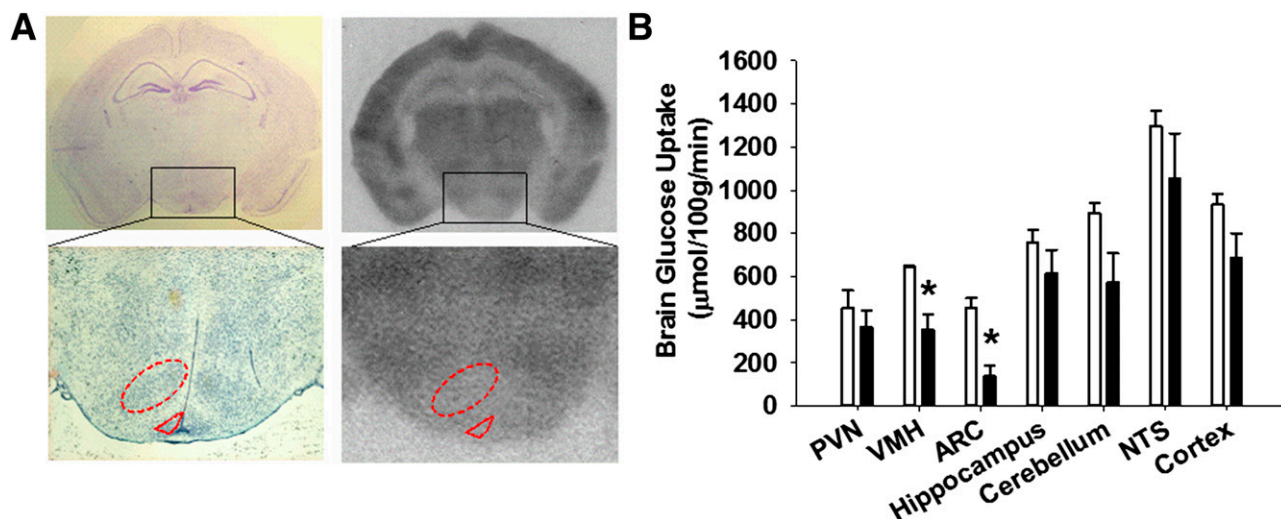 A
B
Brain Glucose Uptake
(μmol/100g/min)
1600
1400
1200
1000
800
600
400
200
0
*
*
PVN
VMH
ARC
Hippocampus
Cerebellum
NTS
Cortex